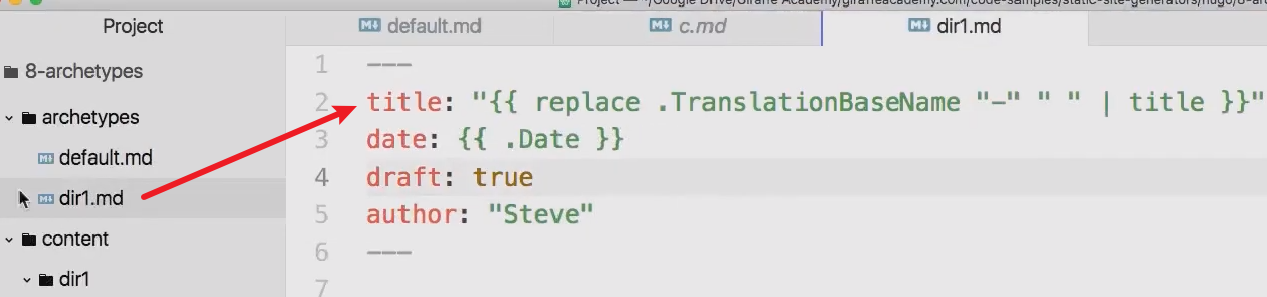 Project — ~/Google Drive/Giraffe Academy/giraffeacademy.com/code-samples/static-site-generators/hugo/8-ar
Project
default.md
c.md
dir1.md
8-archetypes
archetypes
default.md
dir1.md
content
dir1
1 ---
2 title: "{{ replace .TranslationBaseName "-" " " | title }}"
3 date: {{ .Date }}
4 draft: true
5 author: "Steve"
6 ---
7